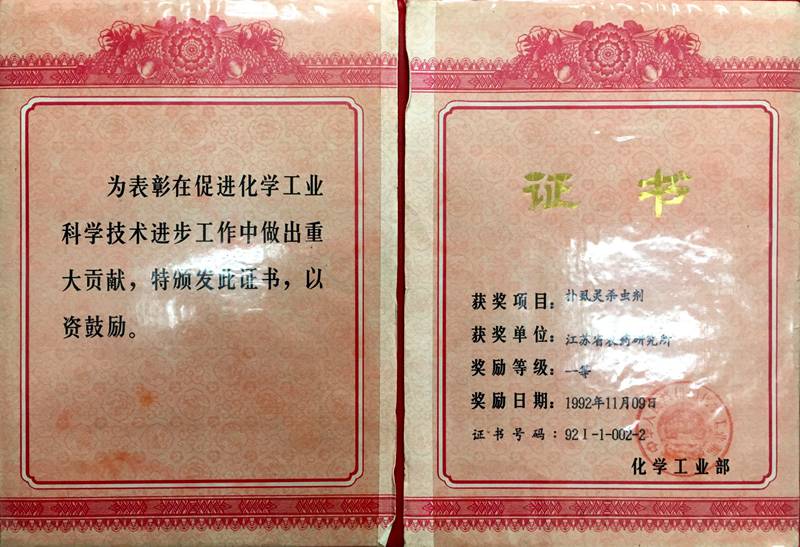 为表彰在促进化学工业
科学技术进步工作中做出重
大贡献，特颁发此证书，以
资鼓励。
证书
获奖项目：扑虱灵杀虫剂
获奖单位：江苏省农药研究所
奖励等级：一等
奖励日期：1992年11月09日
证书号码：92Ⅰ-1-002-2
化学工业部